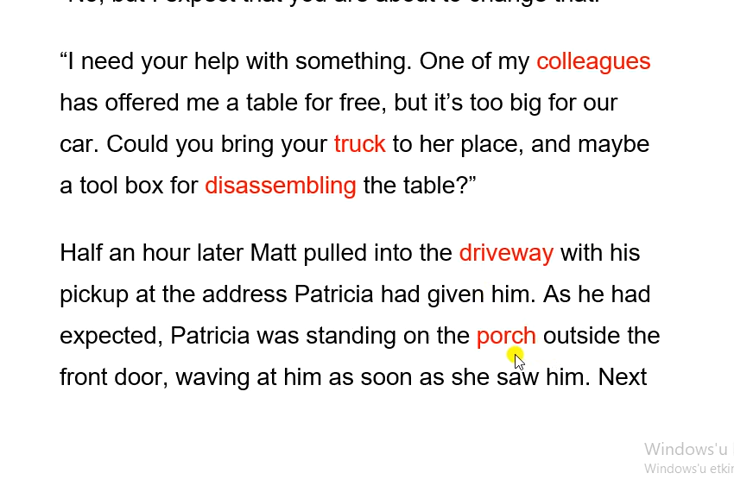 “I need your help with something. One of my colleagues
has offered me a table for free, but it’s too big for our
car. Could you bring your truck to her place, and maybe
a tool box for disassembling the table?”
Half an hour later Matt pulled into the driveway with his
pickup at the address Patricia had given him. As he had
expected, Patricia was standing on the porch outside the
front door, waving at him as soon as she saw him. Next
Windows'u
Windows'u etkin